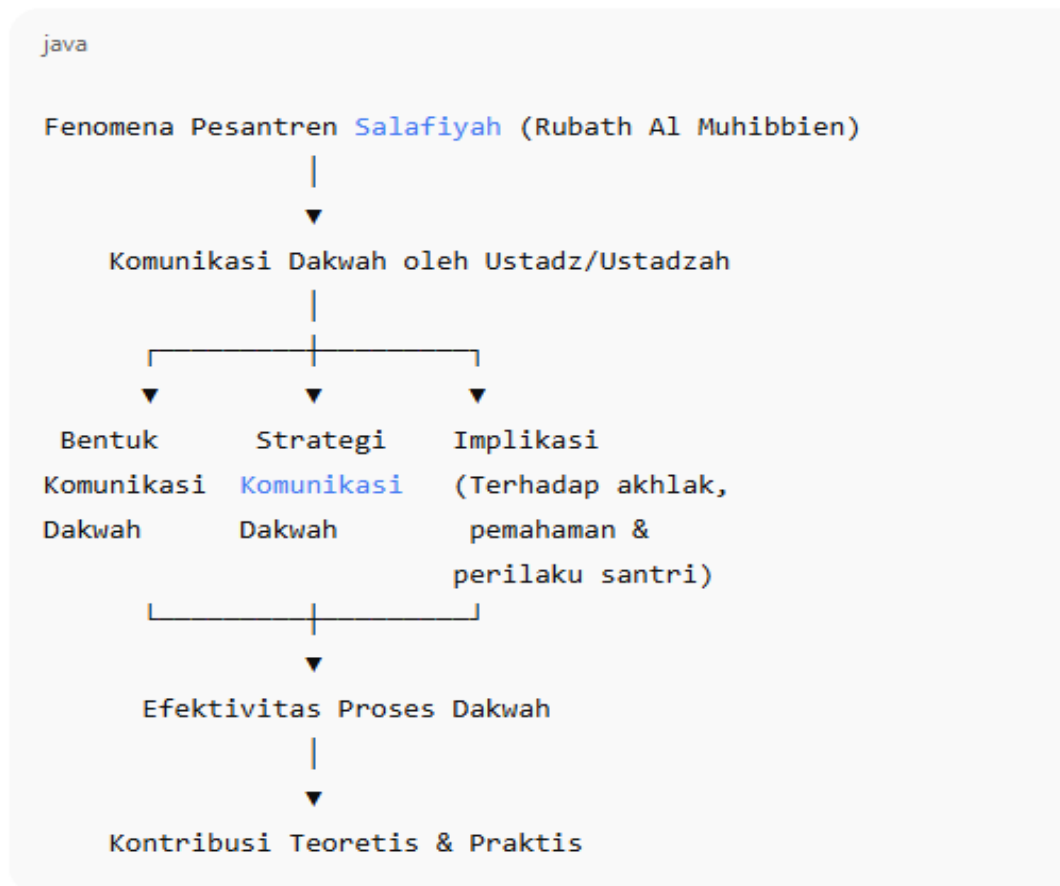 java
Fenomena Pesantren Salafiyah (Rubath Al Muhibbien)
Komunikasi Dakwah oleh Ustadz/Ustadzah
Bentuk Strategi Implikasi
Komunikasi Komunikasi (Terhadap akhlak,
Dakwah Dakwah pemahaman &
perilaku santri)
Efektivitas Proses Dakwah
Kontribusi Teoretis & Praktis